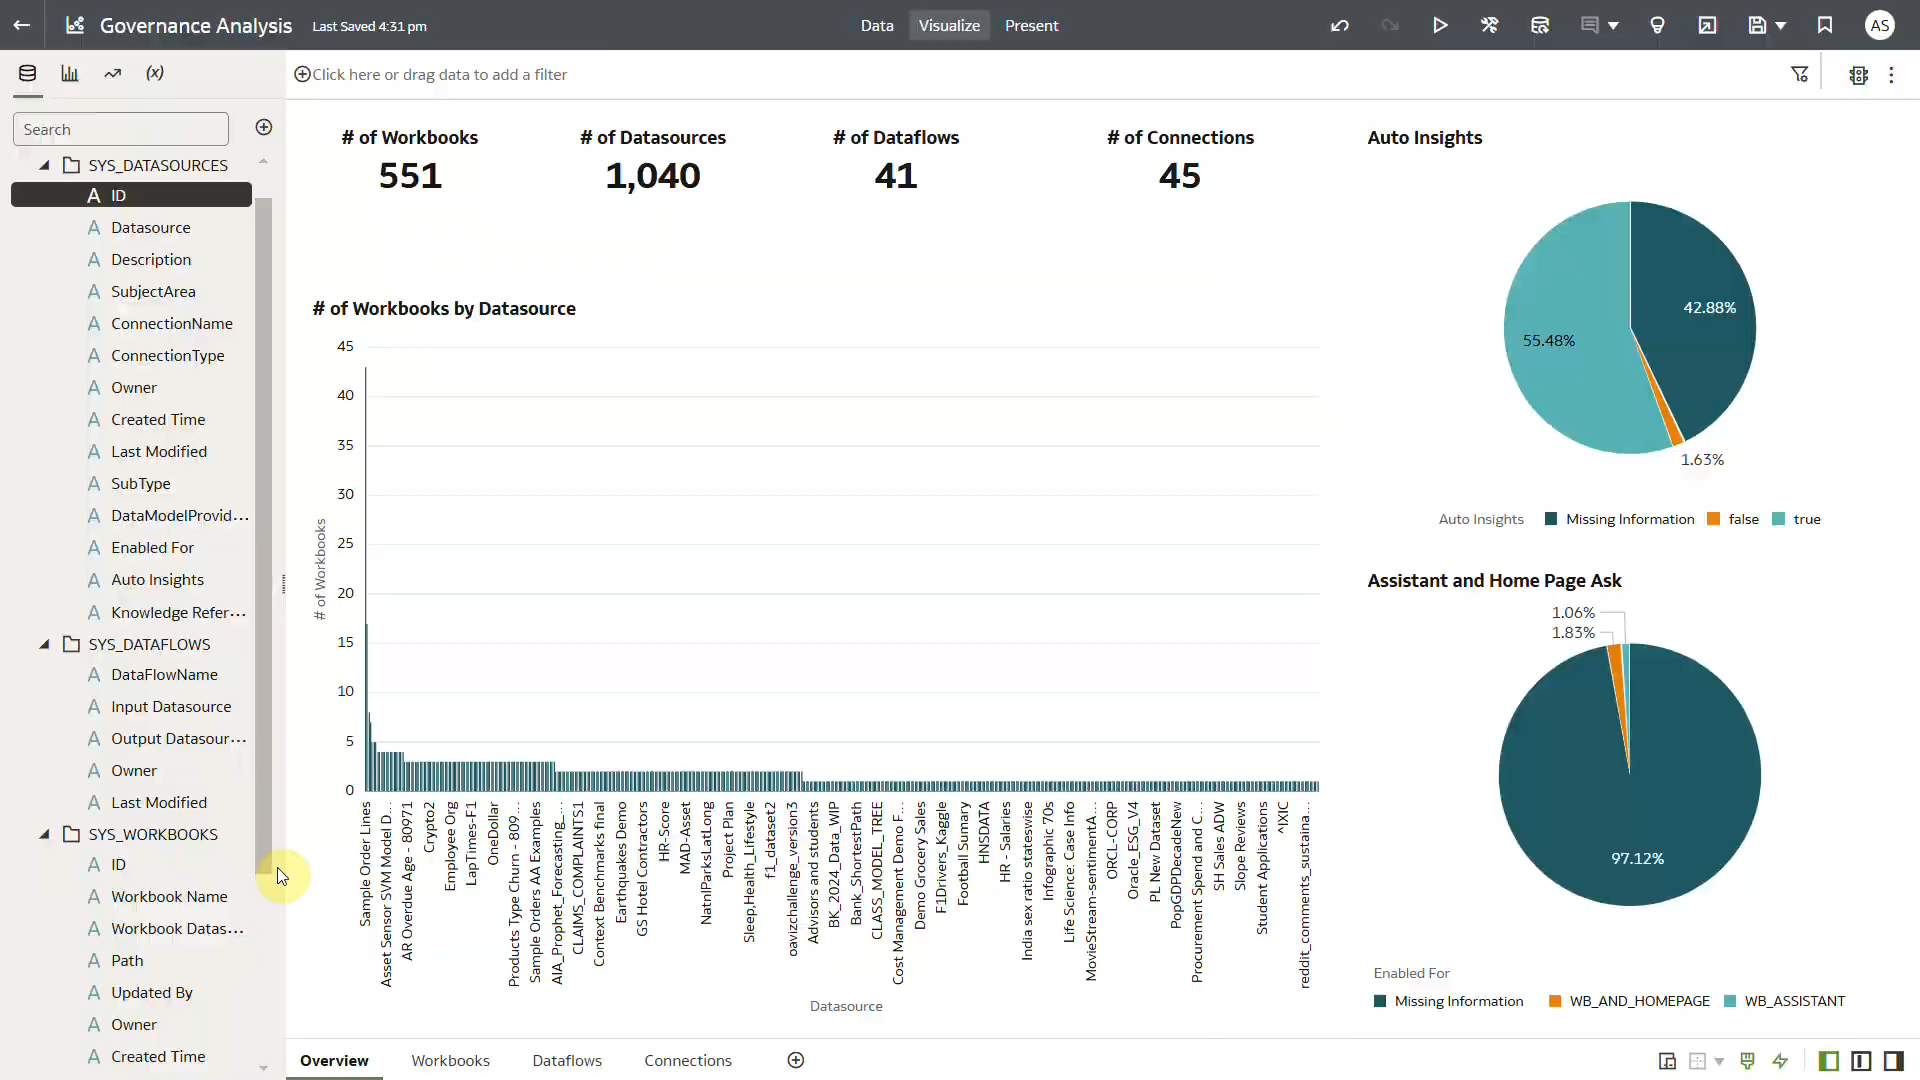 Governance Analysis
Last Saved 4:31 pm
Data
Visualize
Present
AS
(x)
Click here or drag data to add a filter
Search
SYS_DATASOURCES
A ID
A Datasource
A Description
A SubjectArea
A ConnectionName
A ConnectionType
A Owner
A Created Time
A Last Modified
A SubType
A DataModelProvid...
A Enabled For
A Auto Insights
A Knowledge Refer...
SYS_DATAFLOWS
A DataFlowName
A Input Datasource
A Output Datasour...
A Owner
A Last Modified
SYS_WORKBOOKS
A ID
A Workbook Name
A Workbook Datas...
A Path
A Updated By
A Owner
A Created Time
# of Workbooks
551
# of Datasources
1,040
# of Dataflows
41
# of Connections
45
# of Workbooks by Datasource
# of Workbooks
45
40
35
30
25
20
15
10
5
0
Sample Order Lines
Asset Sensor SVM Model D...
AR Overdue Age - 80971
Crypto2
Employee Org
LapTimes-F1
OneDollar
Products Type Churn - 809...
Sample Orders AA Examples
AIA_Prophet_Forecasting_...
CLAIMS_COMPLAINTS1
Context Benchmarks final
Earthquakes Demo
GS Hotel Contractors
HR-Score
MAD-Asset
NatnlParksLatLong
Project Plan
Sleep,Health_Lifestyle
f1_dataset2
oavizchallenge_version3
Advisors and students
BK_2024_Data_WIP
Bank_ShortestPath
CLASS_MODEL_TREE
Cost Management Demo F...
Demo Grocery Sales
F1Drivers_Kaggle
Football Sumary
HNSDATA
HR - Salaries
India sex ratio stateswise
Infographic 70s
Life Science: Case Info
MovieStream-sentimentA...
ORCL-CORP
Oracle_ESG_V4
PL New Dataset
PopGDPDecadeNew
Procurement Spend and C...
SH Sales ADW
Slope Reviews
Student Applications
^IXIC
reddit_comments_sustaina...
Datasource
Auto Insights
42.88%
55.48%
1.63%
Auto Insights
Missing Information
false
true
Assistant and Home Page Ask
1.06%
1.83%
97.12%
Enabled For
Missing Information
WB_AND_HOMEPAGE
WB_ASSISTANT
Overview
Workbooks
Dataflows
Connections